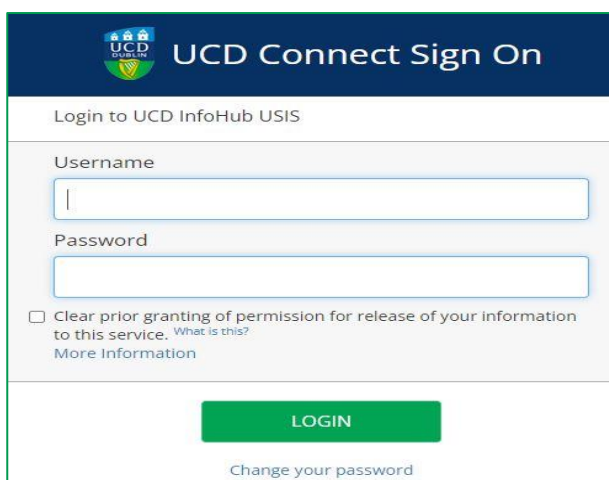 UCD
DUBLIN
UCD Connect Sign On
Login to UCD InfoHub USIS
Username
Password
Clear prior granting of permission for release of your information
to this service. What is this?
More Information
LOGIN
Change your password